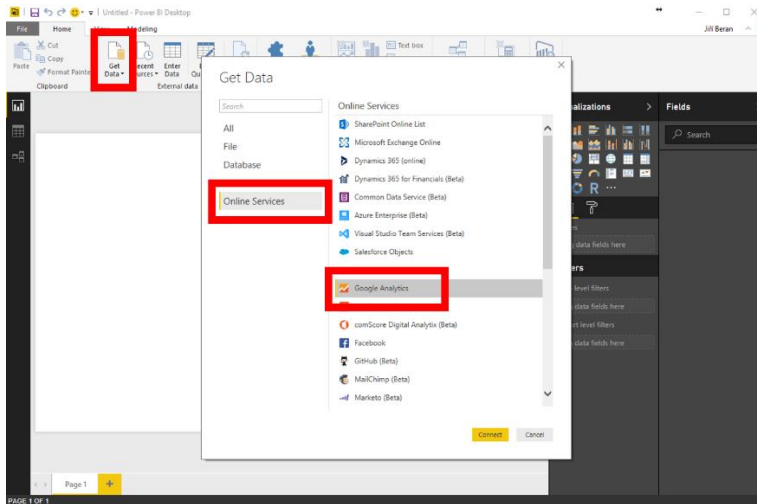 Untitled - Power BI Desktop
Jiří Beran
File Home Modeling
Paste
Cut
Copy
Format Painter
Clipboard
Get Data
Enter Data
External data
Text box
Get Data
Search
All
File
Database
Online Services
Online Services
SharePoint Online List
Microsoft Exchange Online
Dynamics 365 (online)
Dynamics 365 for Financials (Beta)
Common Data Service (Beta)
Azure Enterprise (Beta)
Visual Studio Team Services (Beta)
Salesforce Objects
Google Analytics
comScore Digital Analytix (Beta)
Facebook
GitHub (Beta)
MailChimp (Beta)
Marketo (Beta)
Connect
Cancel
alizations
Fields
Search
R
data fields here
ers
level filters
data fields here
rt level filters
data fields here
Page 1
PAGE 1 OF 1